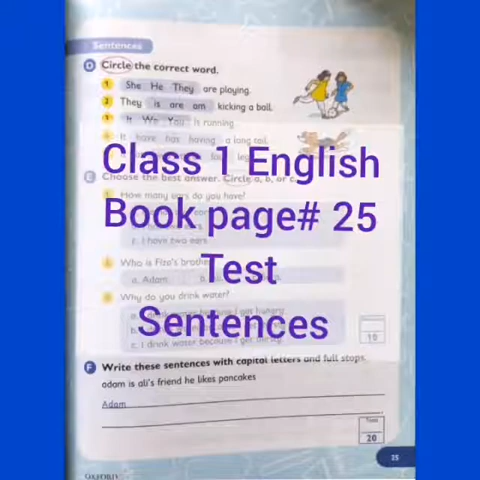 Sentences
D Circle the correct word.
1 She He They are playing.
2 They is are am kicking a ball.
3 It We You is running.
4 It have has having a long tail.
leg
Class 1 English
E Choose the best answer. Circle a, b, or c.
1 How many ears do you have?
Book page# 25
c. I have two ears
2 Who is Fiza's brother
Test
a. Adam
3 Why do you drink water?
Sentences
c. I drink water because I get thirsty.
10
F Write these sentences with capital letters and full stops.
adam is ali's friend he likes pancakes
Adam
Total
20
25
OXFORD